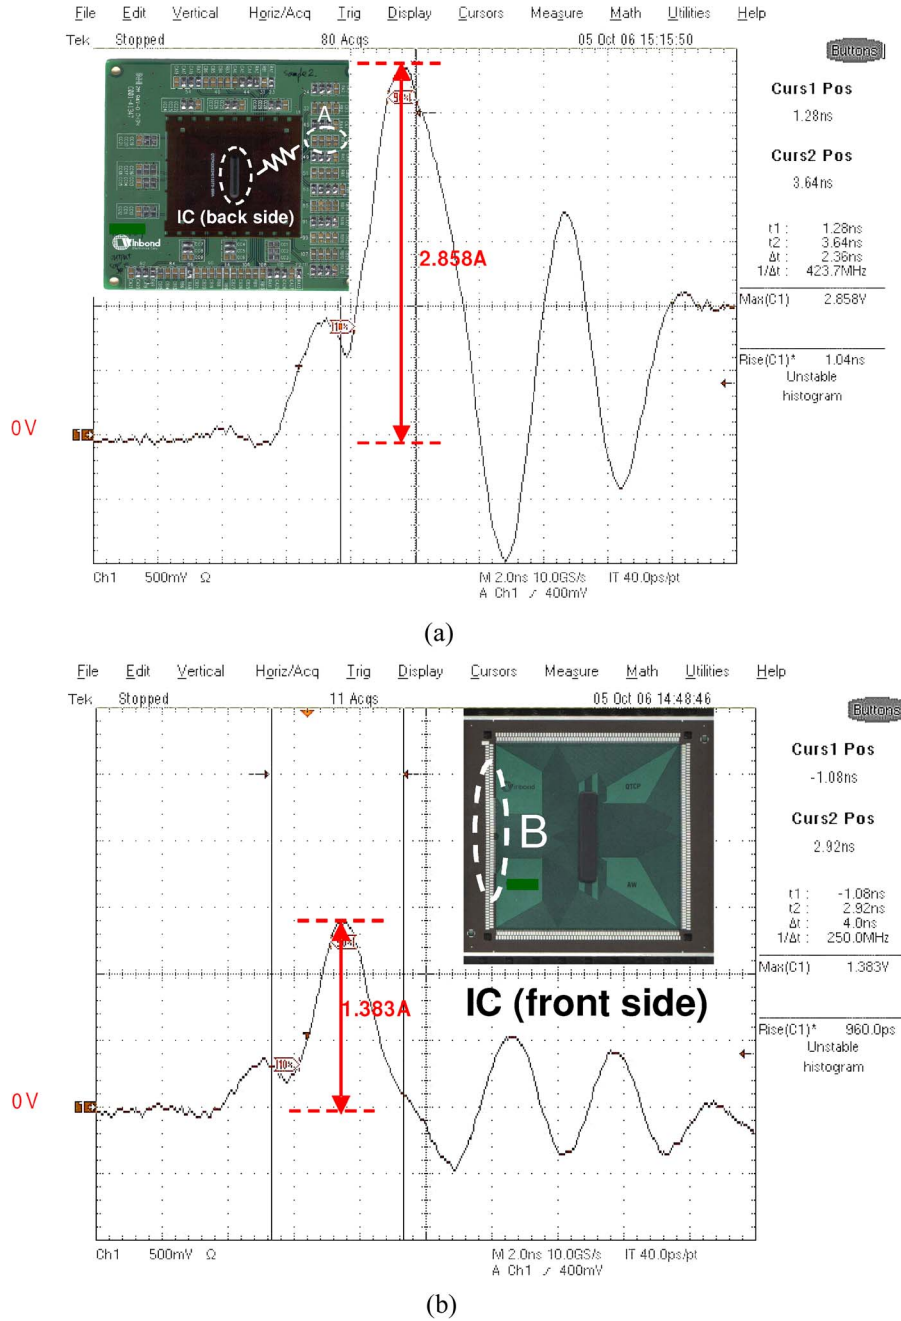 File Edit Vertical Horiz/Acq Trig Display Cursors Measure Math Utilities Help
Tek Stopped 80 Acqs 05 Oct 06 15:15:50
Buttons
Curs1 Pos
1.28ns
Curs2 Pos
3.64ns
t1 : 1.28ns
t2 : 3.64ns
Δt : 2.36ns
1/Δt : 423.7MHz
Max(C1) 2.858V
Rise(C1)* 1.04ns
Unstable
histogram
A
IC (back side)
Winbond
2.858A
10%
0V
Ch1 500mV Ω M 2.0ns 10.0GS/s IT 40.0ps/pt
A Ch1 ⁄ 400mV
(a)
File Edit Vertical Horiz/Acq Trig Display Cursors Measure Math Utilities Help
Tek Stopped 11 Acqs 05 Oct 06 14:48:46
Buttons
Curs1 Pos
-1.08ns
Curs2 Pos
2.92ns
t1 : -1.08ns
t2 : 2.92ns
Δt : 4.0ns
1/Δt : 250.0MHz
Max(C1) 1.383V
Rise(C1)* 960.0ps
Unstable
histogram
B
IC (front side)
1.383A
10%
0V
Ch1 500mV Ω M 2.0ns 10.0GS/s IT 40.0ps/pt
A Ch1 ⁄ 400mV
(b)